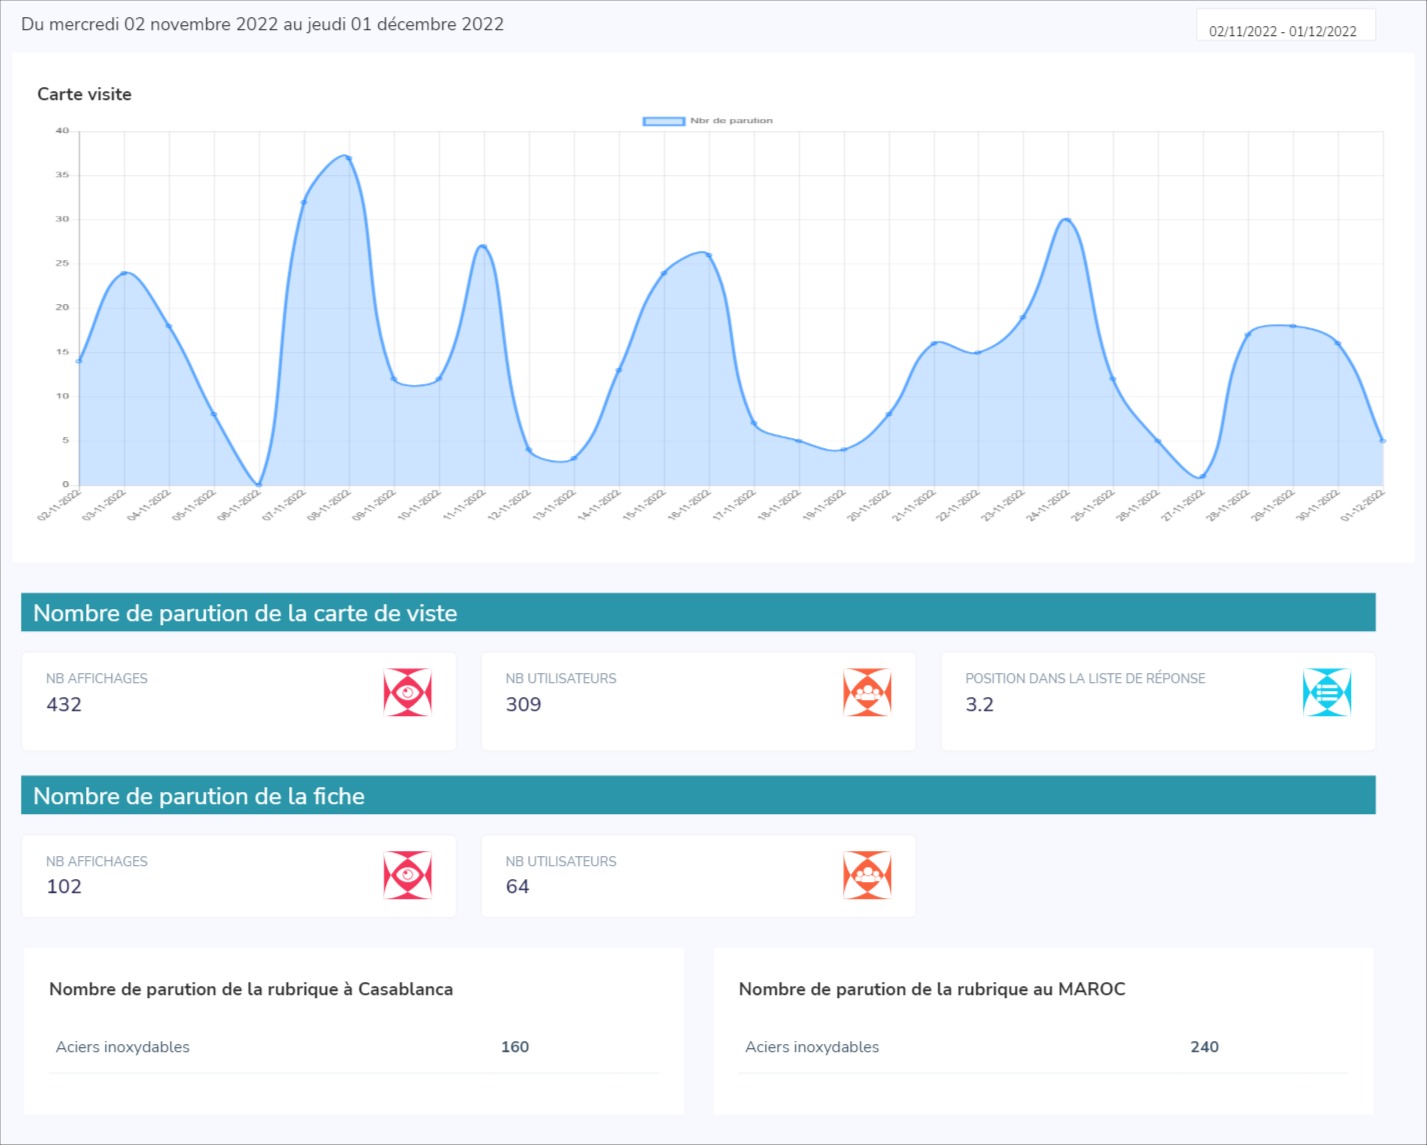 Du mercredi 02 novembre 2022 au jeudi 01 décembre 2022
02/11/2022 - 01/12/2022
Carte visite
Nbr de parution
40
35
30
25
20
15
10
5
0
02-11-2022
03-11-2022
04-11-2022
05-11-2022
06-11-2022
07-11-2022
08-11-2022
09-11-2022
10-11-2022
11-11-2022
12-11-2022
13-11-2022
14-11-2022
15-11-2022
16-11-2022
17-11-2022
18-11-2022
19-11-2022
20-11-2022
21-11-2022
22-11-2022
23-11-2022
24-11-2022
25-11-2022
26-11-2022
27-11-2022
28-11-2022
29-11-2022
30-11-2022
01-12-2022
Nombre de parution de la carte de viste
NB AFFICHAGES
432
NB UTILISATEURS
309
POSITION DANS LA LISTE DE RÉPONSE
3.2
Nombre de parution de la fiche
NB AFFICHAGES
102
NB UTILISATEURS
64
Nombre de parution de la rubrique à Casablanca
Aciers inoxydables 160
Nombre de parution de la rubrique au MAROC
Aciers inoxydables 240